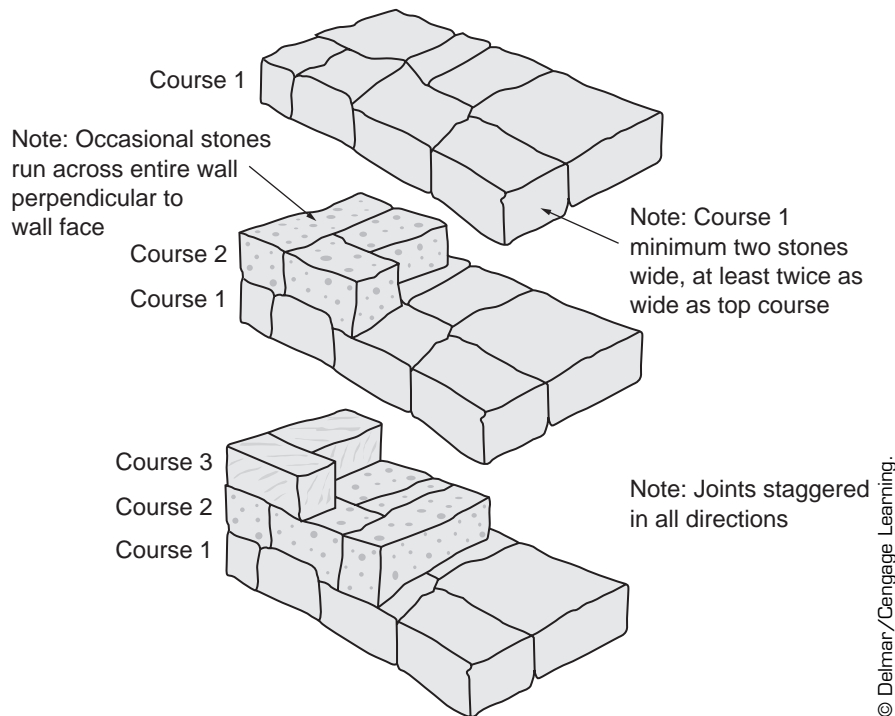 Course 1
Note: Occasional stones
run across entire wall
perpendicular to
wall face
Note: Course 1
minimum two stones
wide, at least twice as
wide as top course
Course 2
Course 1
Course 3
Course 2
Course 1
Note: Joints staggered
in all directions
© Delmar/Cengage Learning.